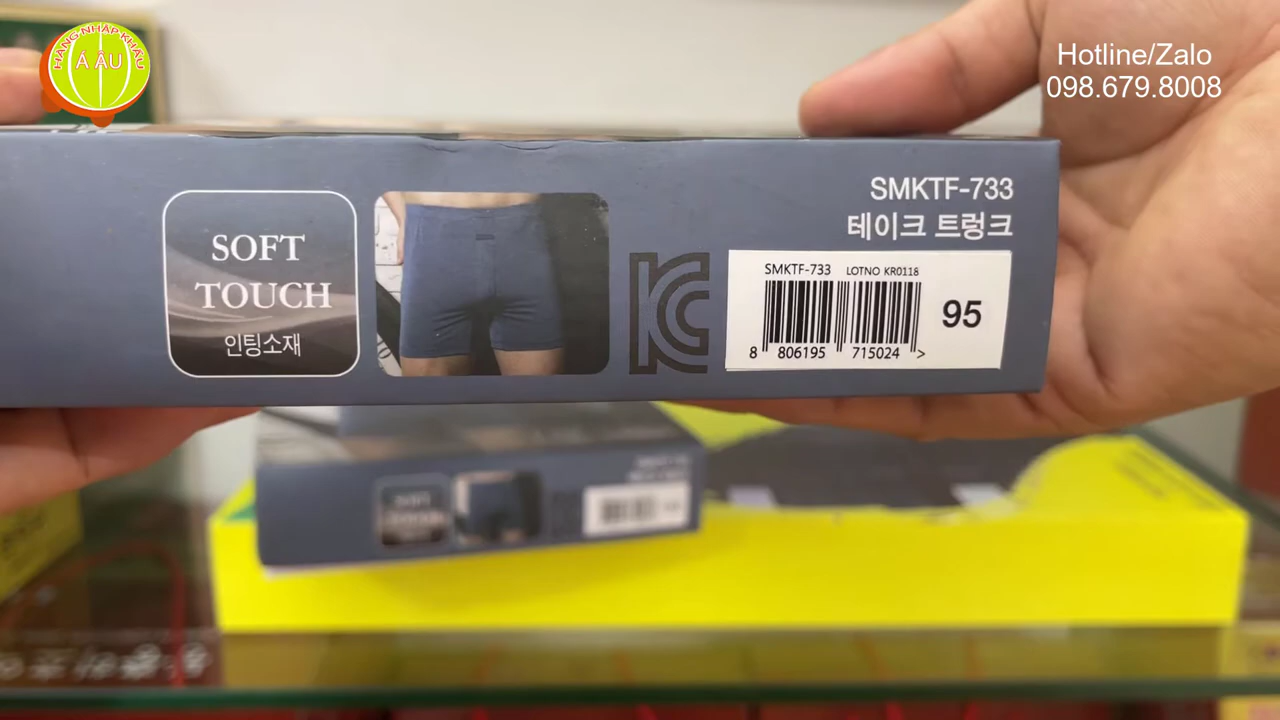 HÀNG NHẬP KHẨU
Á ÂU
Hotline/Zalo
098.679.8008
SMKTF-733
테이크 트렁크
SOFT
TOUCH
인팅소재
SMKTF-733 LOTNO KR0118
95
8 806195 715024 >